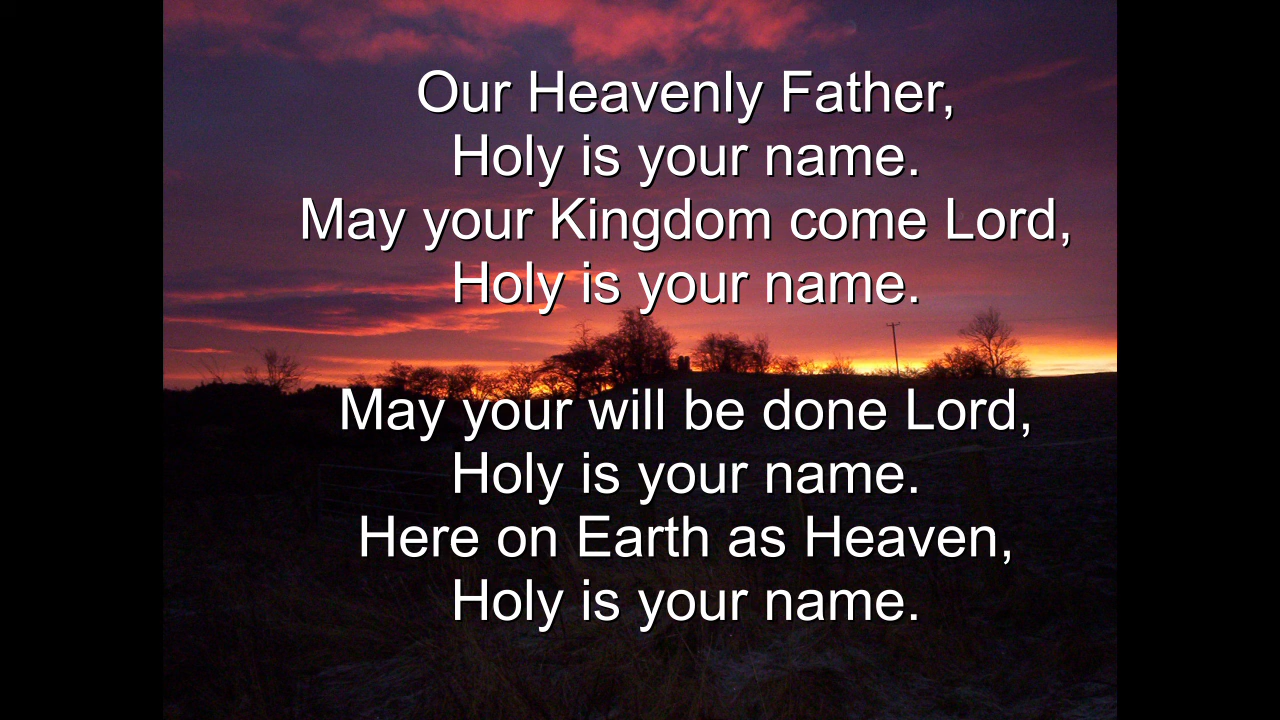 Our Heavenly Father,
Holy is your name.
May your Kingdom come Lord,
Holy is your name.
May your will be done Lord,
Holy is your name.
Here on Earth as Heaven,
Holy is your name.